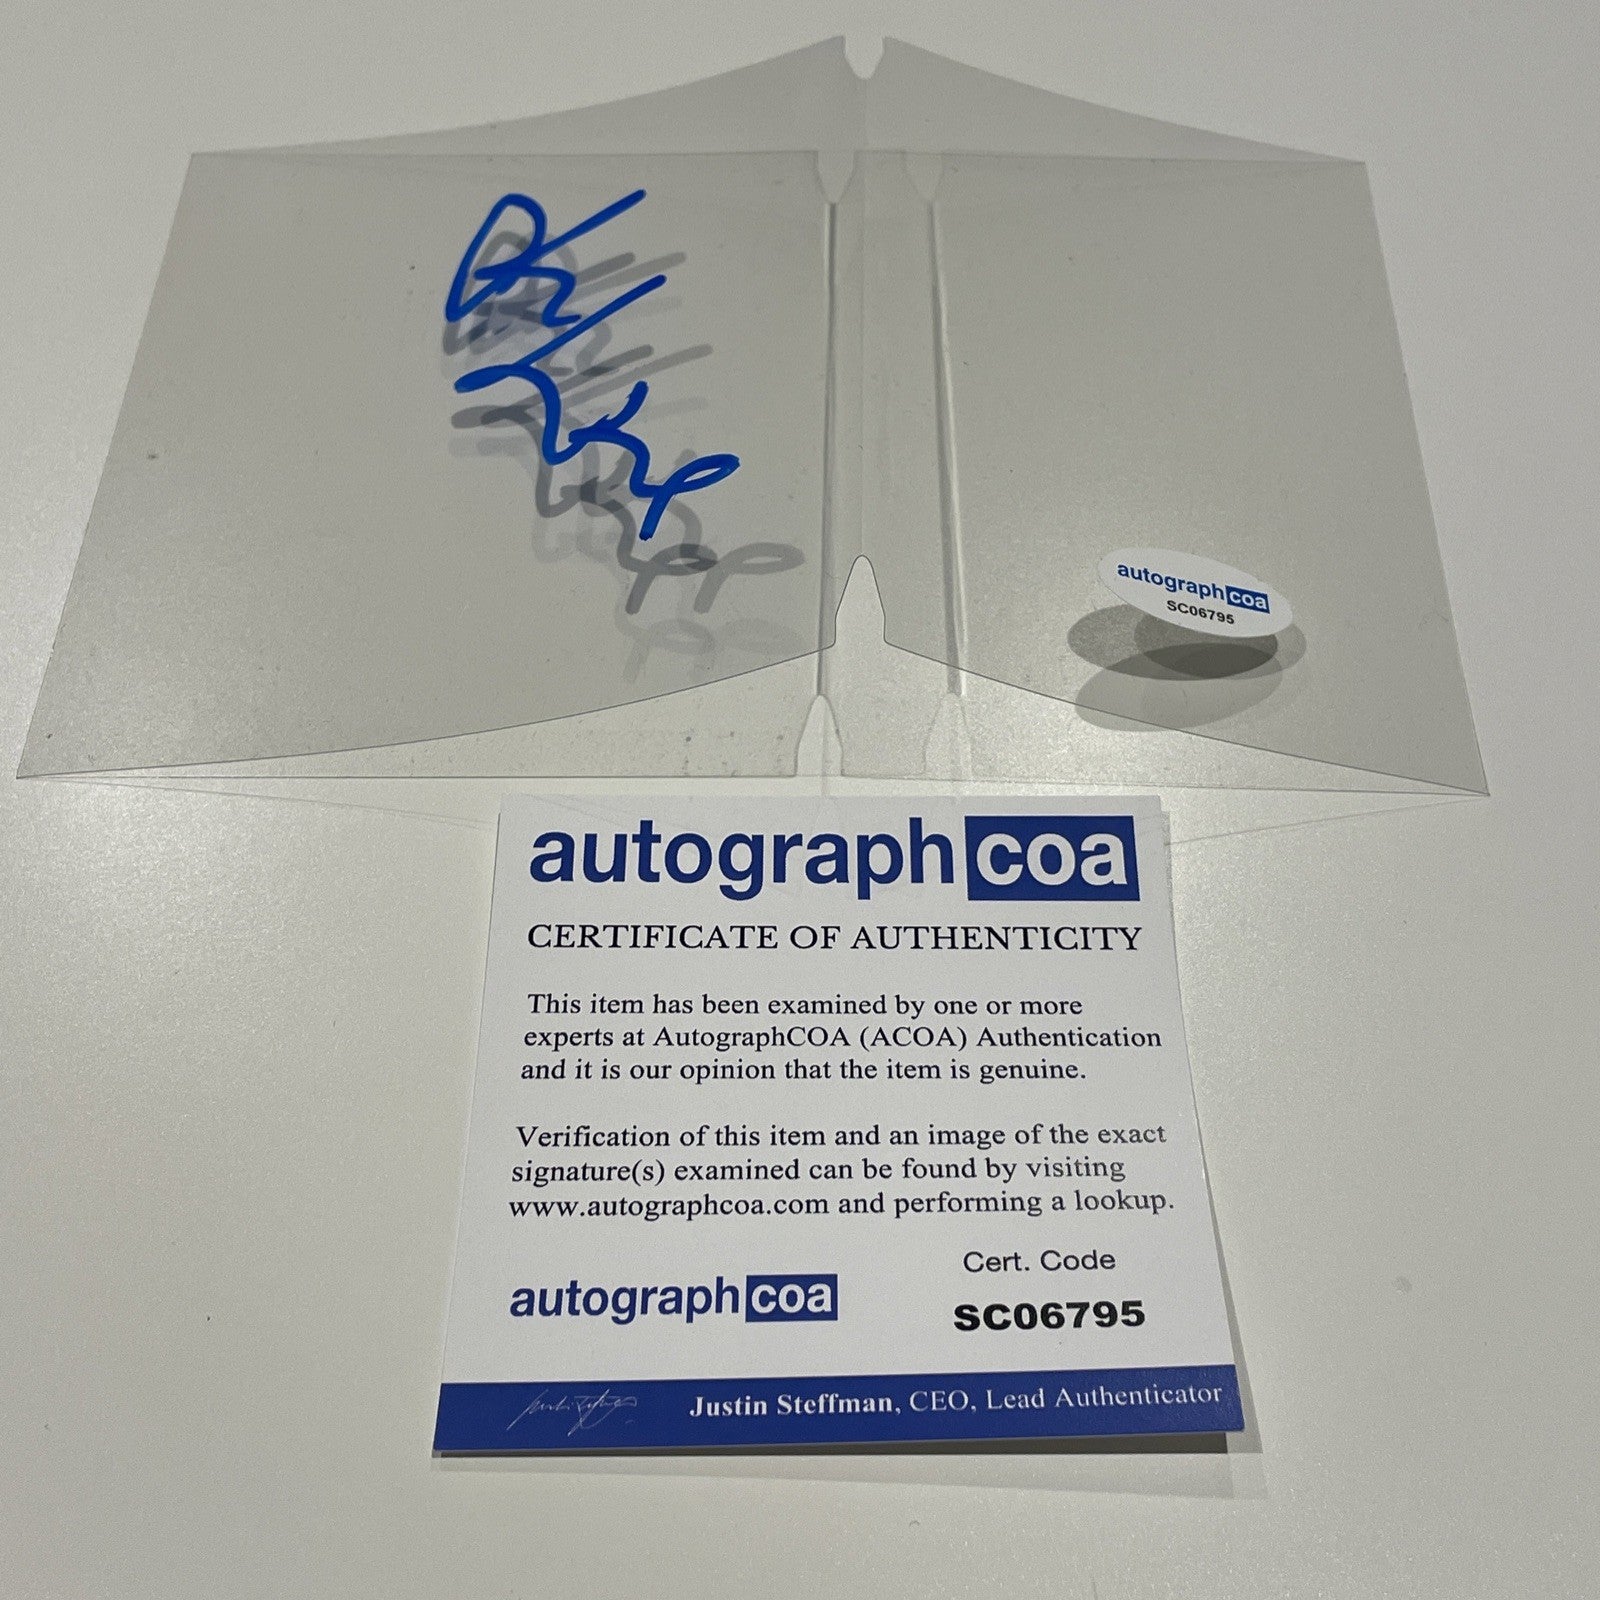 autographcoa
SC06795
autographcoa
CERTIFICATE OF AUTHENTICITY
This item has been examined by one or more
experts at AutographCOA (ACOA) Authentication
and it is our opinion that the item is genuine.
Verification of this item and an image of the exact
signature(s) examined can be found by visiting
www.autographcoa.com and performing a lookup.
Cert. Code
autographcoa
SC06795
Justin Steffman, CEO, Lead Authenticator